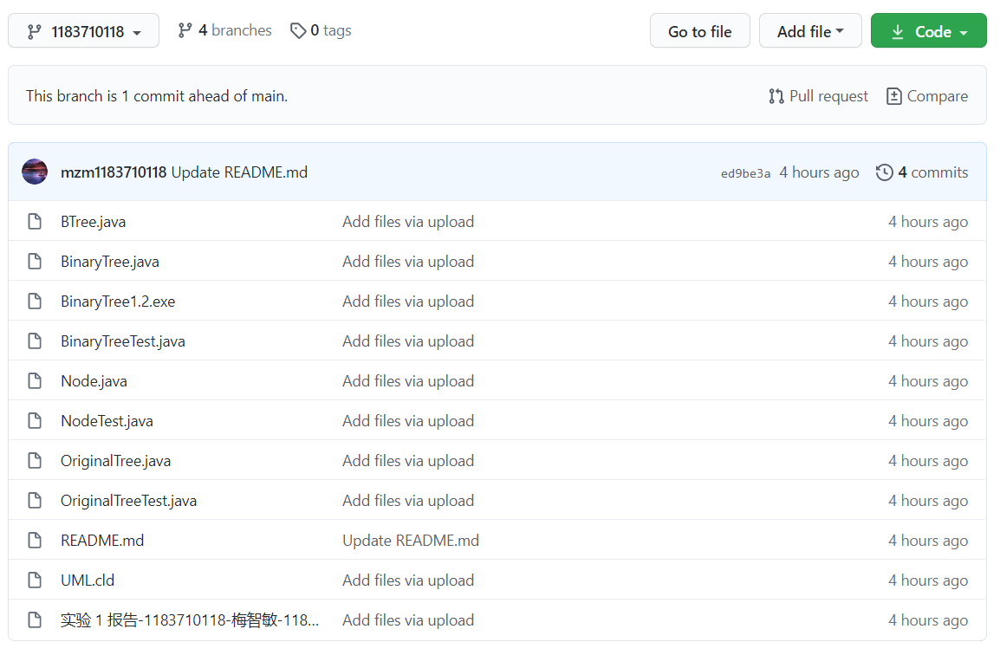 1183710118 4 branches 0 tags Go to file Add file Code
This branch is 1 commit ahead of main. Pull request Compare
mzm1183710118 Update README.md ed9be3a 4 hours ago 4 commits
BTree.java Add files via upload 4 hours ago
BinaryTree.java Add files via upload 4 hours ago
BinaryTree1.2.exe Add files via upload 4 hours ago
BinaryTreeTest.java Add files via upload 4 hours ago
Node.java Add files via upload 4 hours ago
NodeTest.java Add files via upload 4 hours ago
OriginalTree.java Add files via upload 4 hours ago
OriginalTreeTest.java Add files via upload 4 hours ago
README.md Update README.md 4 hours ago
UML.cld Add files via upload 4 hours ago
实验 1 报告-1183710118-梅智敏-118... Add files via upload 4 hours ago